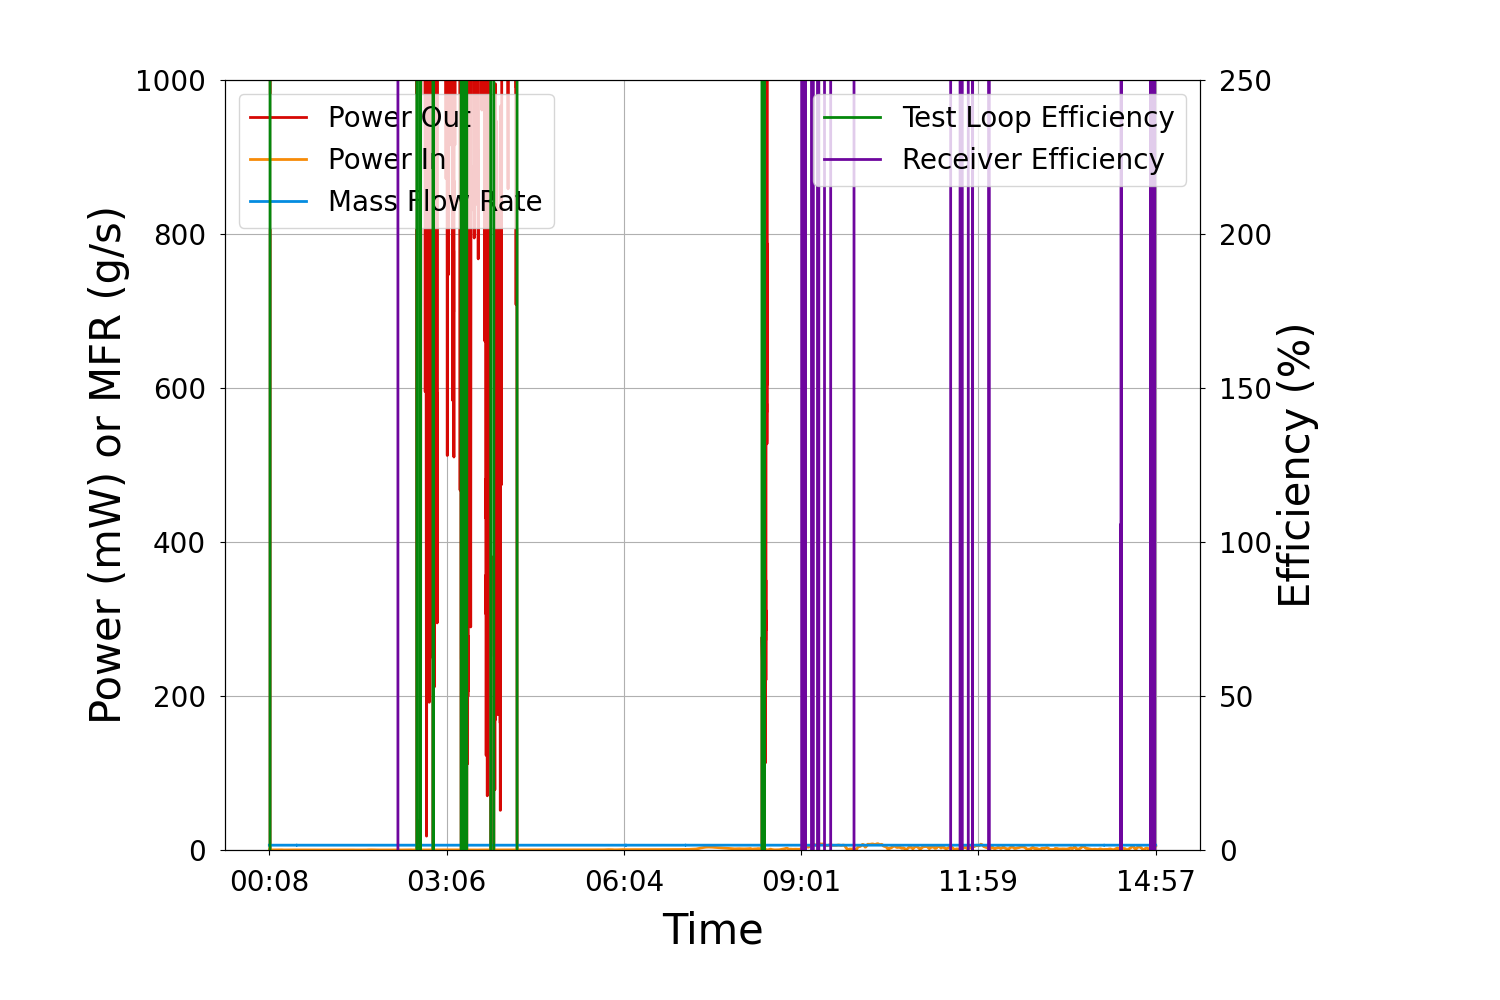 Power (mW) or MFR (g/s)
1000
800
600
400
200
0
Power Out
Power In
Mass Flow Rate
Test Loop Efficiency
Receiver Efficiency
250
200
150
100
50
0
Efficiency (%)
00:08 03:06 06:04 09:01 11:59 14:57
Time